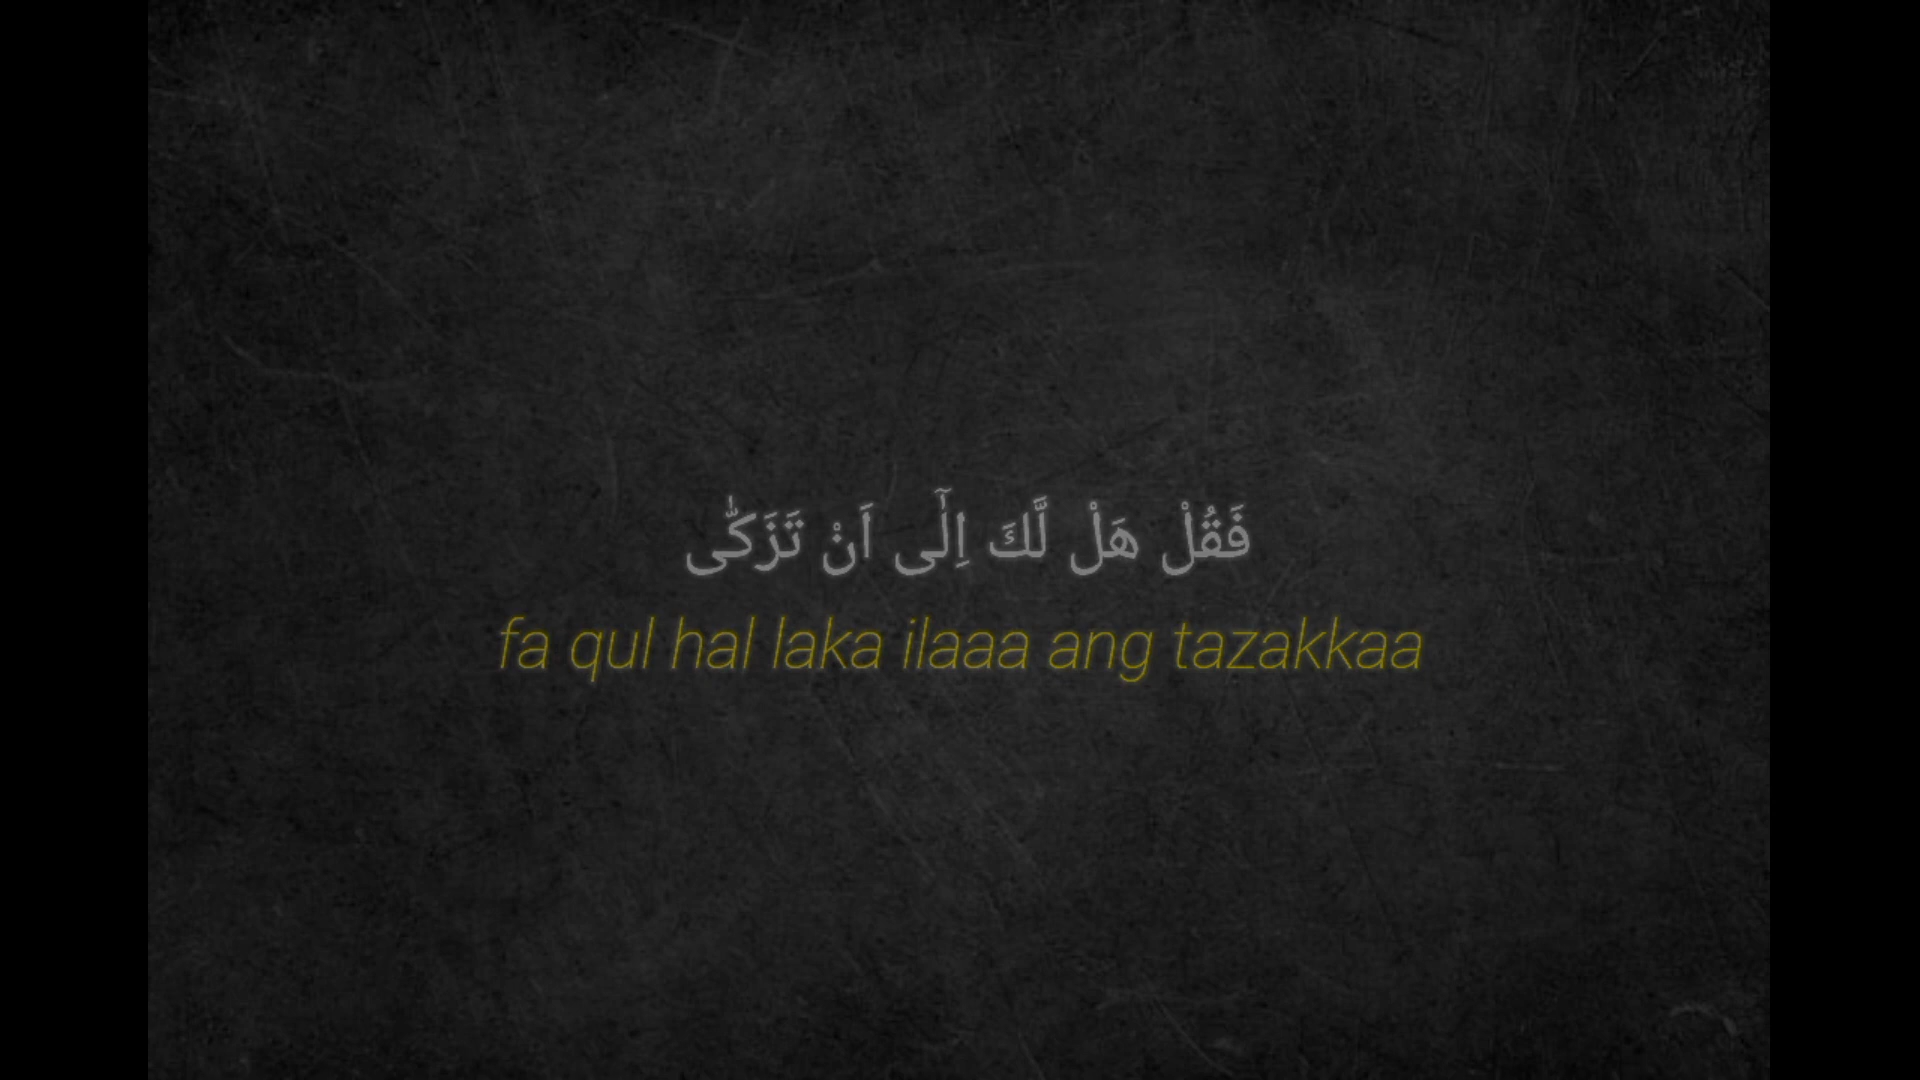 فَقُلْ هَلْ لَّكَ اِلٰٓى اَنْ تَزَكّٰى
fa qul hal laka ilaaa ang tazakkaa